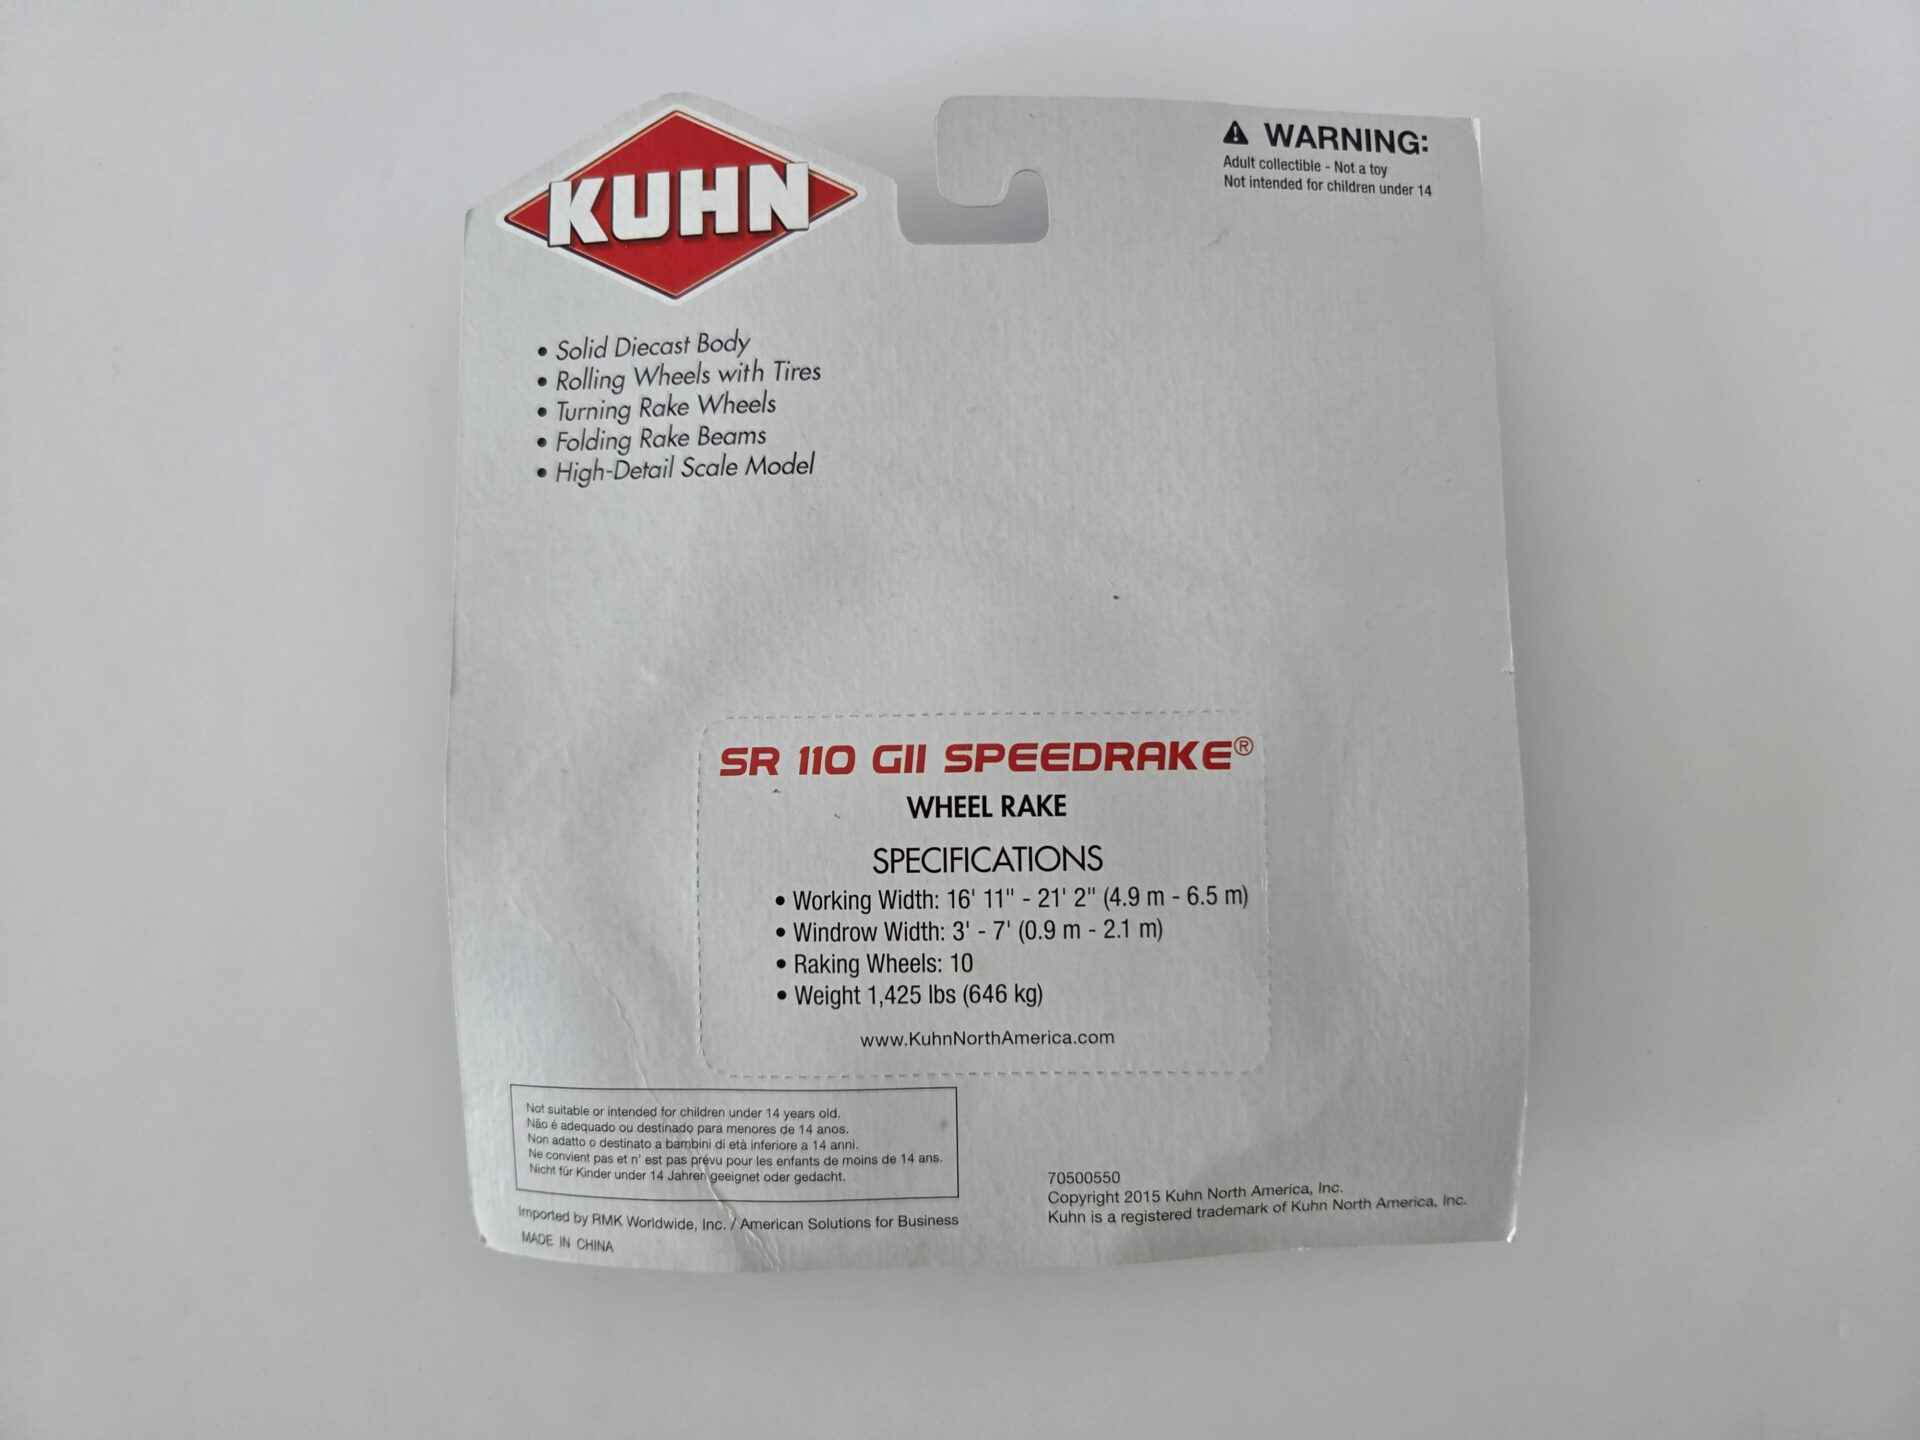 KUHN
WARNING:
Adult collectible - Not a toy
Not intended for children under 14
• Solid Diecast Body
• Rolling Wheels with Tires
• Turning Rake Wheels
• Folding Rake Beams
• High-Detail Scale Model
SR 110 GII SPEEDRAKE®
WHEEL RAKE
SPECIFICATIONS
• Working Width: 16' 11" - 21' 2" (4.9 m - 6.5 m)
• Windrow Width: 3' - 7' (0.9 m - 2.1 m)
• Raking Wheels: 10
• Weight 1,425 lbs (646 kg)
www.KuhnNorthAmerica.com
Not suitable or intended for children under 14 years old.
Não é adequado ou destinado para menores de 14 anos.
Non adatto o destinato a bambini di età inferiore a 14 anni.
Ne convient pas et n' est pas prévu pour les enfants de moins de 14 ans.
Nicht für Kinder under 14 Jahren geeignet oder gedacht.
Imported by RMK Worldwide, Inc. / American Solutions for Business
MADE IN CHINA
70500550
Copyright 2015 Kuhn North America, Inc.
Kuhn is a registered trademark of Kuhn North America, Inc.